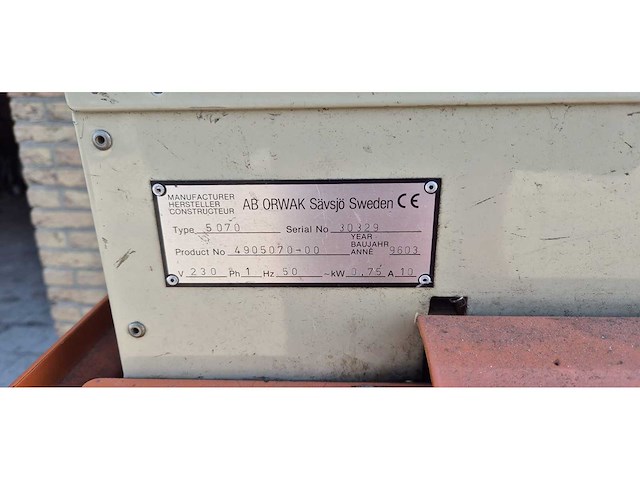 MANUFACTURER
HERSTELLER
CONSTRUCTEUR
AB ORWAK Sävsjö Sweden CE
Type 5070 Serial No 30329
Product No 4905070-00 YEAR
BAUJAHR
ANNÈ 9603
V 230 Ph. 1 Hz. 50 ~kW 0,75 A. 10